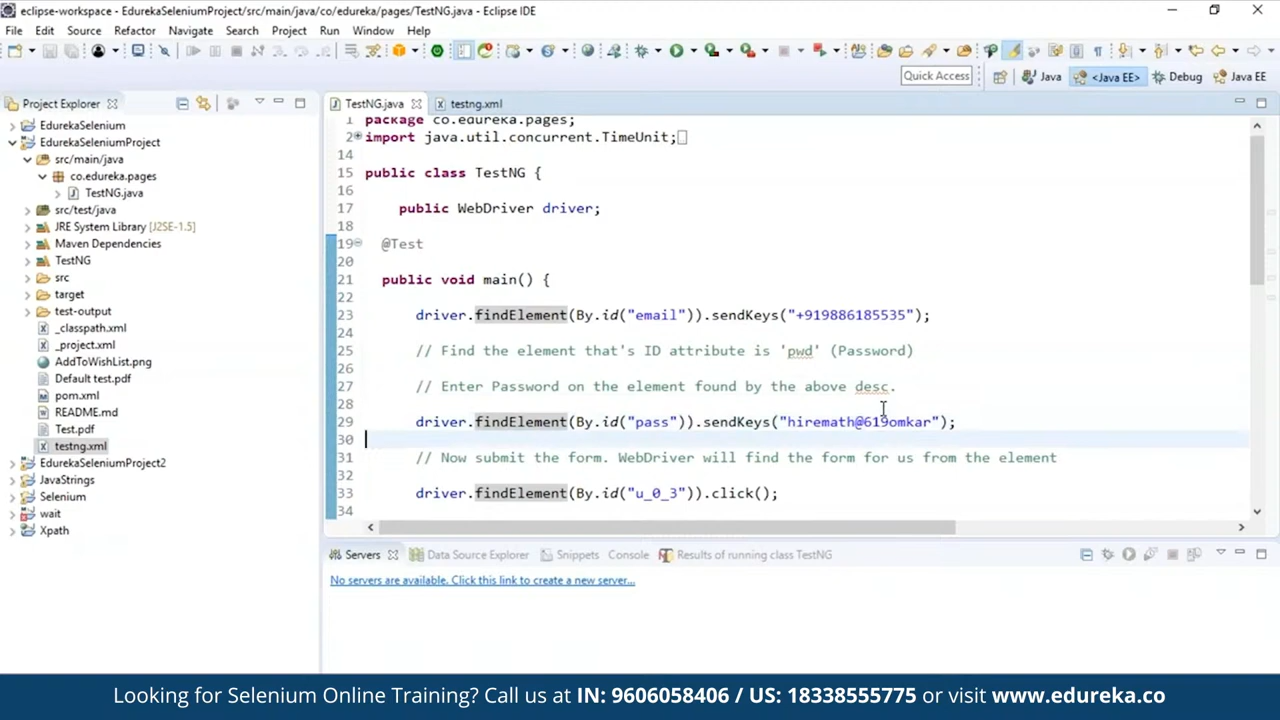 eclipse-workspace - EdurekaSeleniumProject/src/main/java/co/edureka/pages/TestNG.java - Eclipse IDE
File Edit Source Refactor Navigate Search Project Run Window Help
Quick Access Java <Java EE> Debug Java EE
Project Explorer
EdurekaSelenium
EdurekaSeleniumProject
src/main/java
co.edureka.pages
TestNG.java
src/test/java
JRE System Library [J2SE-1.5]
Maven Dependencies
TestNG
src
target
test-output
_classpath.xml
_project.xml
AddToWishList.png
Default test.pdf
pom.xml
README.md
Test.pdf
testng.xml
EdurekaSeleniumProject2
JavaStrings
Selenium
wait
Xpath
TestNG.java testng.xml
1 package co.edureka.pages;
2 import java.util.concurrent.TimeUnit;
14
15 public class TestNG {
16
17 public WebDriver driver;
18
19 @Test
20
21 public void main() {
22
23 driver.findElement(By.id("email")).sendKeys("+919886185535");
24
25 // Find the element that's ID attribute is 'pwd' (Password)
26
27 // Enter Password on the element found by the above desc.
28
29 driver.findElement(By.id("pass")).sendKeys("hiremath@619omkar");
30
31 // Now submit the form. WebDriver will find the form for us from the element
32
33 driver.findElement(By.id("u_0_3")).click();
34
Servers Data Source Explorer Snippets Console Results of running class TestNG
No servers are available. Click this link to create a new server...
Looking for Selenium Online Training? Call us at IN: 9606058406 / US: 18338555775 or visit www.edureka.co